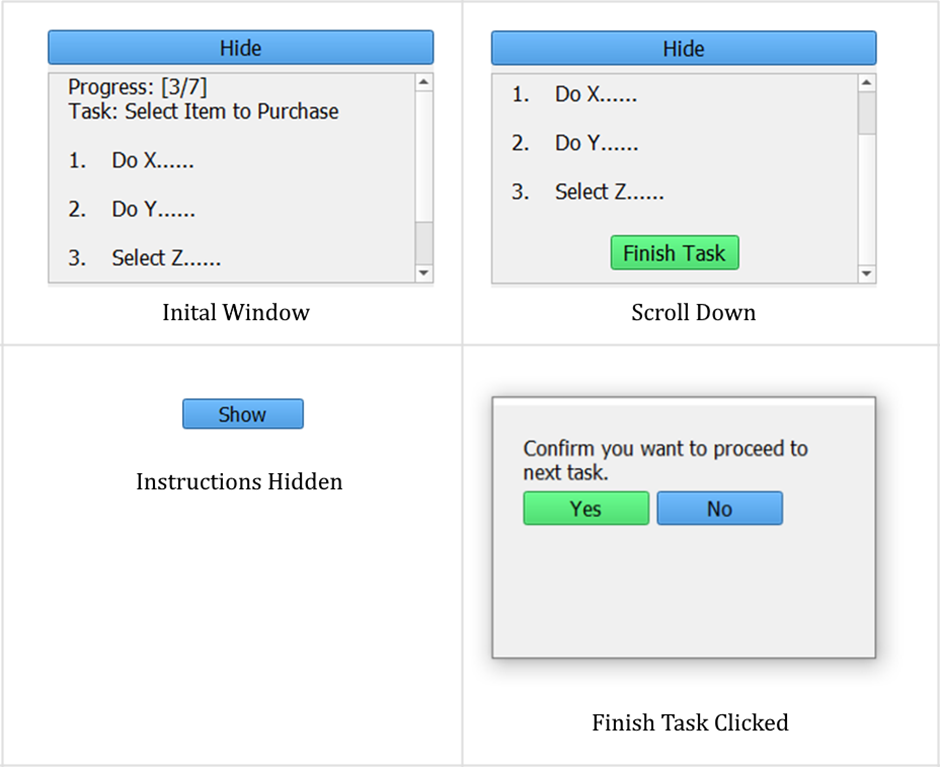 Hide
Progress: [3/7]
Task: Select Item to Purchase
1. Do X......
2. Do Y......
3. Select Z......
Inital Window
Hide
1. Do X......
2. Do Y......
3. Select Z......
Finish Task
Scroll Down
Show
Instructions Hidden
Confirm you want to proceed to
next task.
Yes No
Finish Task Clicked